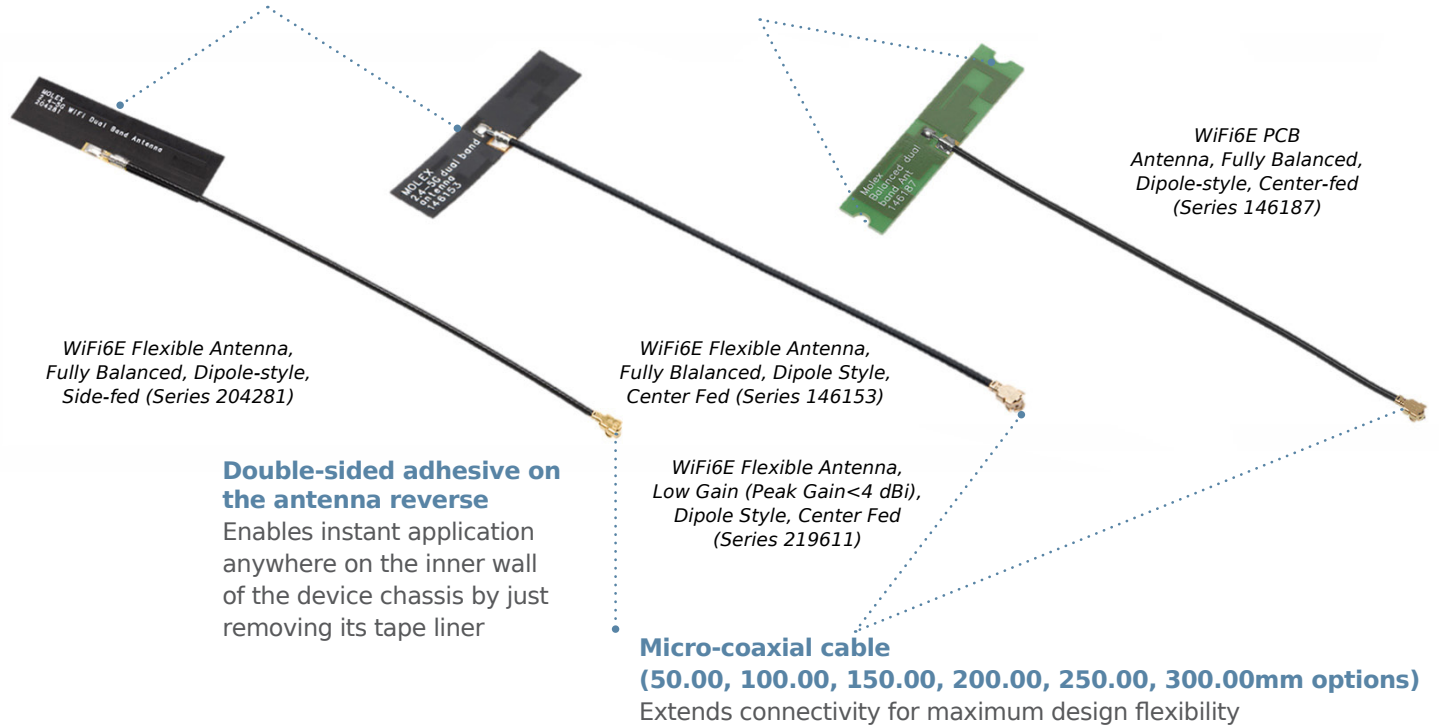 MOLEX
2.4-5G WiFi Dual Band Antenna
204281
MOLEX
2.4-5G dual band
antenna
146153
Molex
Balanced dual
band Ant
146187
WiFi6E PCB
Antenna, Fully Balanced,
Dipole-style, Center-fed
(Series 146187)
WiFi6E Flexible Antenna,
Fully Balanced, Dipole-style,
Side-fed (Series 204281)
WiFi6E Flexible Antenna,
Fully Blalanced, Dipole Style,
Center Fed (Series 146153)
WiFi6E Flexible Antenna,
Low Gain (Peak Gain<4 dBi),
Dipole Style, Center Fed
(Series 219611)
Double-sided adhesive on
the antenna reverse
Enables instant application
anywhere on the inner wall
of the device chassis by just
removing its tape liner
Micro-coaxial cable
(50.00, 100.00, 150.00, 200.00, 250.00, 300.00mm options)
Extends connectivity for maximum design flexibility